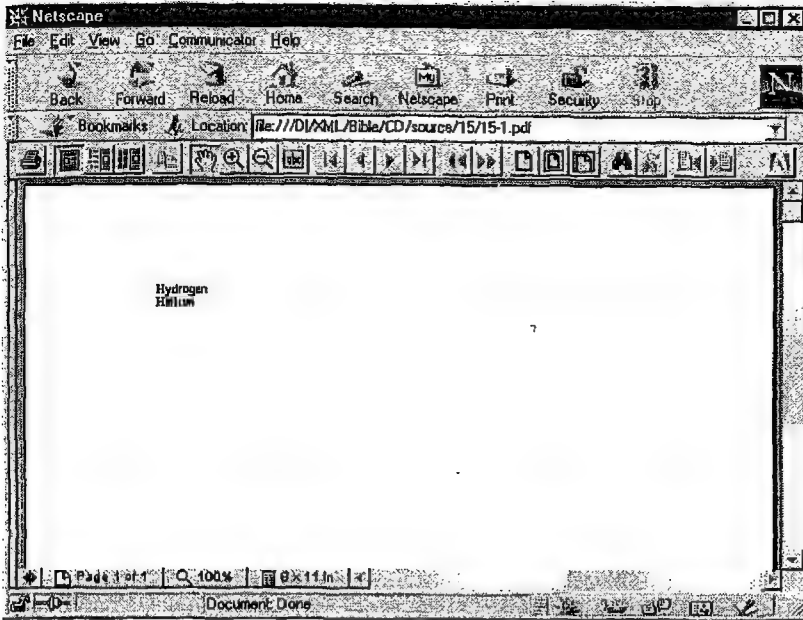 Netscape
File Edit View Go Communicator Help
Back Forward Reload Home Search Netscape Print Security Stop
Bookmarks Location: file:///D|/XML/Bible/CD/source/15/15-1.pdf
Hydrogen
Helium
Page 1 of 1 100% 8 x 11 in
Document: Done